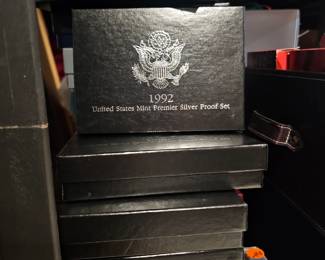 1992
United States Mint Premier Silver Proof Set